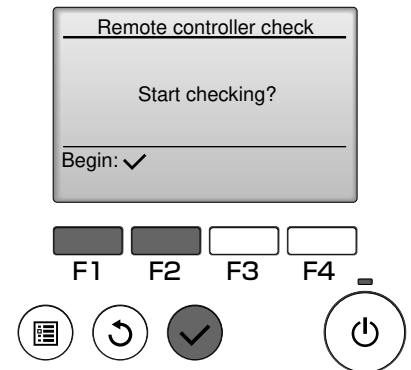 Remote controller check
Start checking?
Begin: ✓
F1 F2 F3 F4